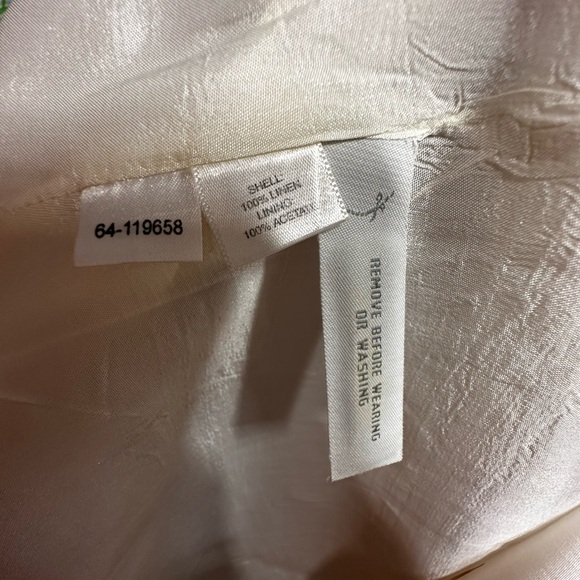 64-119658
SHELL:
100% LINEN
LINING:
100% ACETATE
REMOVE BEFORE WEARING
OR WASHING